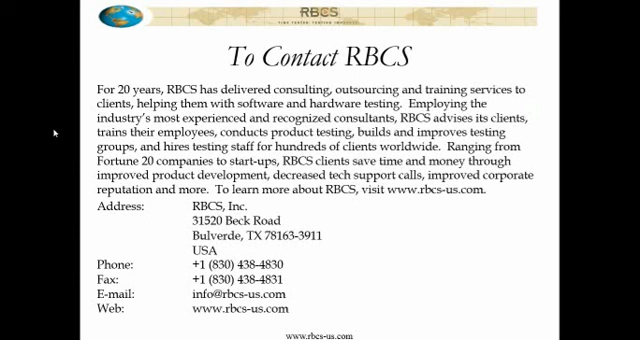 RBCS
TIME TESTED. TESTING IMPROVED.
To Contact RBCS
For 20 years, RBCS has delivered consulting, outsourcing and training services to
clients, helping them with software and hardware testing. Employing the
industry's most experienced and recognized consultants, RBCS advises its clients,
trains their employees, conducts product testing, builds and improves testing
groups, and hires testing staff for hundreds of clients worldwide. Ranging from
Fortune 20 companies to start-ups, RBCS clients save time and money through
improved product development, decreased tech support calls, improved corporate
reputation and more. To learn more about RBCS, visit www.rbcs-us.com.
Address: RBCS, Inc.
31520 Beck Road
Bulverde, TX 78163-3911
USA
Phone: +1 (830) 438-4830
Fax: +1 (830) 438-4831
E-mail: info@rbcs-us.com
Web: www.rbcs-us.com
www.rbcs-us.com